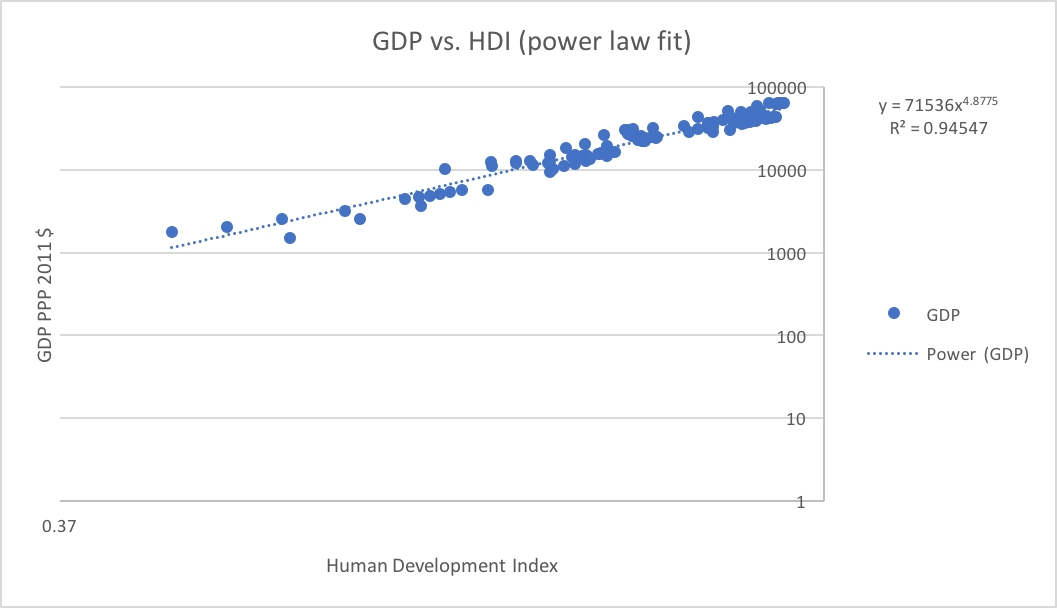 GDP vs. HDI (power law fit)
100000
y = 71536x^4.8775
R² = 0.94547
10000
1000
GDP PPP 2011 $
GDP
100
Power (GDP)
10
1
0.37
Human Development Index